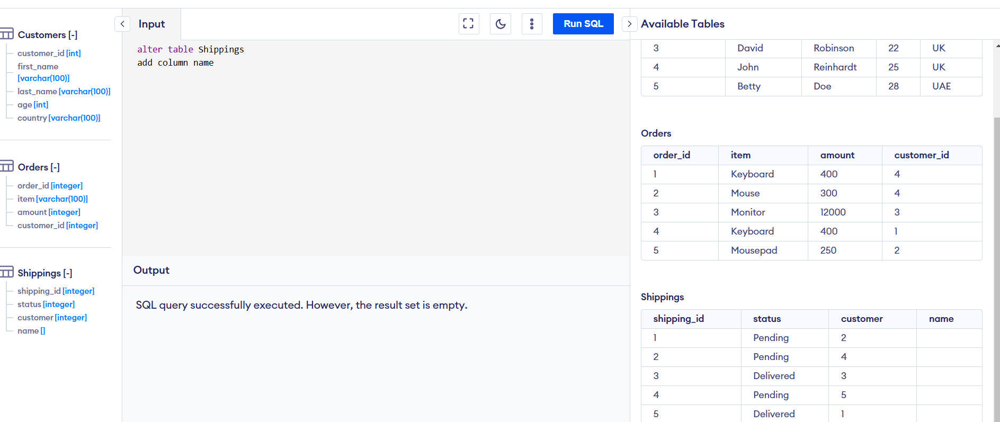 Customers [-]
customer_id [int]
first_name
[varchar(100)]
last_name [varchar(100)]
age [int]
country [varchar(100)]
Orders [-]
order_id [integer]
item [varchar(100)]
amount [integer]
customer_id [integer]
Shippings [-]
shipping_id [integer]
status [integer]
customer [integer]
name []
Input
Run SQL
alter table Shippings
add column name
Output
SQL query successfully executed. However, the result set is empty.
Available Tables
3 David Robinson 22 UK
4 John Reinhardt 25 UK
5 Betty Doe 28 UAE
Orders
order_id item amount customer_id
1 Keyboard 400 4
2 Mouse 300 4
3 Monitor 12000 3
4 Keyboard 400 1
5 Mousepad 250 2
Shippings
shipping_id status customer name
1 Pending 2
2 Pending 4
3 Delivered 3
4 Pending 5
5 Delivered 1